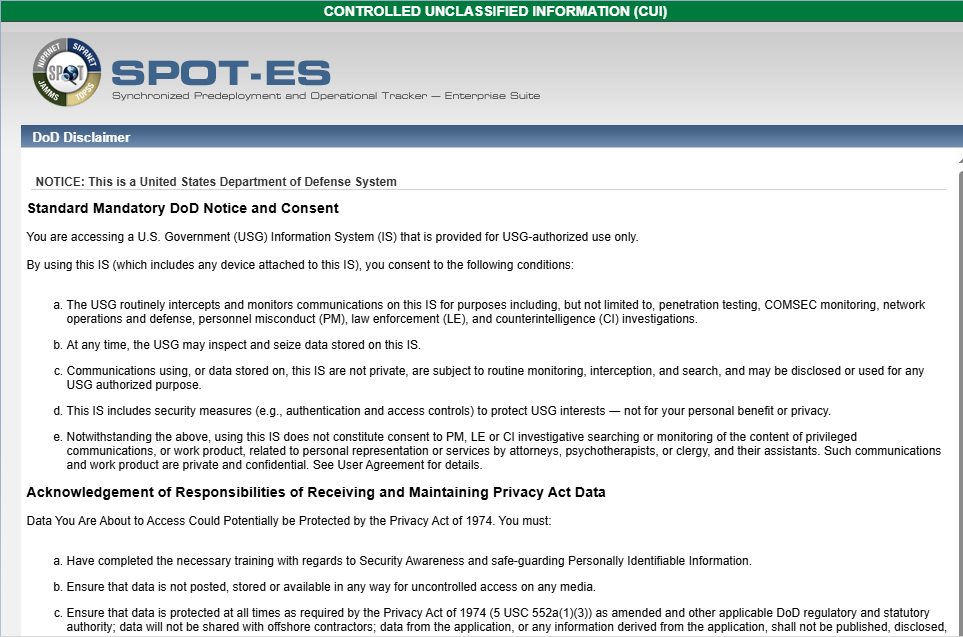 CONTROLLED UNCLASSIFIED INFORMATION (CUI)
NIPRNET SIPRNET
SPOT
JAMMS TOPSS
SPOT-ES
Synchronized Predeployment and Operational Tracker — Enterprise Suite
DoD Disclaimer
NOTICE: This is a United States Department of Defense System
Standard Mandatory DoD Notice and Consent
You are accessing a U.S. Government (USG) Information System (IS) that is provided for USG-authorized use only.
By using this IS (which includes any device attached to this IS), you consent to the following conditions:
a. The USG routinely intercepts and monitors communications on this IS for purposes including, but not limited to, penetration testing, COMSEC monitoring, network
operations and defense, personnel misconduct (PM), law enforcement (LE), and counterintelligence (CI) investigations.
b. At any time, the USG may inspect and seize data stored on this IS.
c. Communications using, or data stored on, this IS are not private, are subject to routine monitoring, interception, and search, and may be disclosed or used for any
USG authorized purpose.
d. This IS includes security measures (e.g., authentication and access controls) to protect USG interests — not for your personal benefit or privacy.
e. Notwithstanding the above, using this IS does not constitute consent to PM, LE or CI investigative searching or monitoring of the content of privileged
communications, or work product, related to personal representation or services by attorneys, psychotherapists, or clergy, and their assistants. Such communications
and work product are private and confidential. See User Agreement for details.
Acknowledgement of Responsibilities of Receiving and Maintaining Privacy Act Data
Data You Are About to Access Could Potentially be Protected by the Privacy Act of 1974. You must:
a. Have completed the necessary training with regards to Security Awareness and safe-guarding Personally Identifiable Information.
b. Ensure that data is not posted, stored or available in any way for uncontrolled access on any media.
c. Ensure that data is protected at all times as required by the Privacy Act of 1974 (5 USC 552a(1)(3)) as amended and other applicable DoD regulatory and statutory
authority; data will not be shared with offshore contractors; data from the application, or any information derived from the application, shall not be published, disclosed,